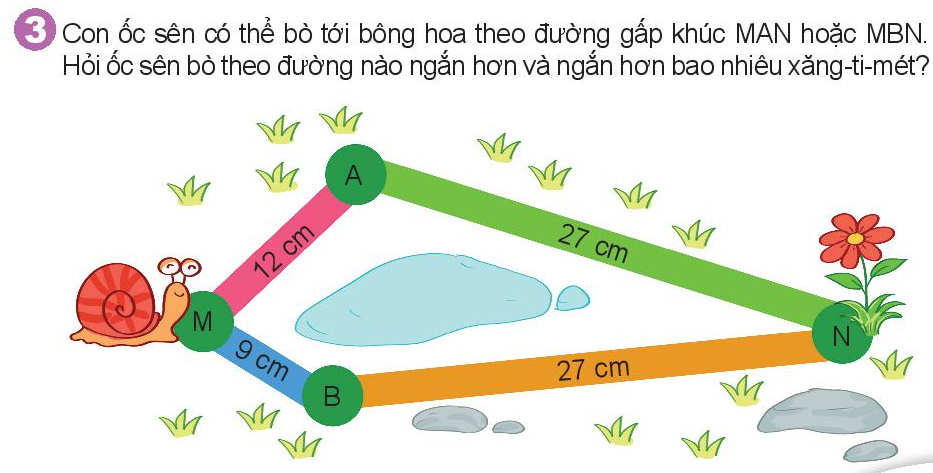 3 Con ốc sên có thể bò tới bông hoa theo đường gấp khúc MAN hoặc MBN.
Hỏi ốc sên bò theo đường nào ngắn hơn và ngắn hơn bao nhiêu xăng-ti-mét?
A
27 cm
12 cm
M
N
9 cm
27 cm
B